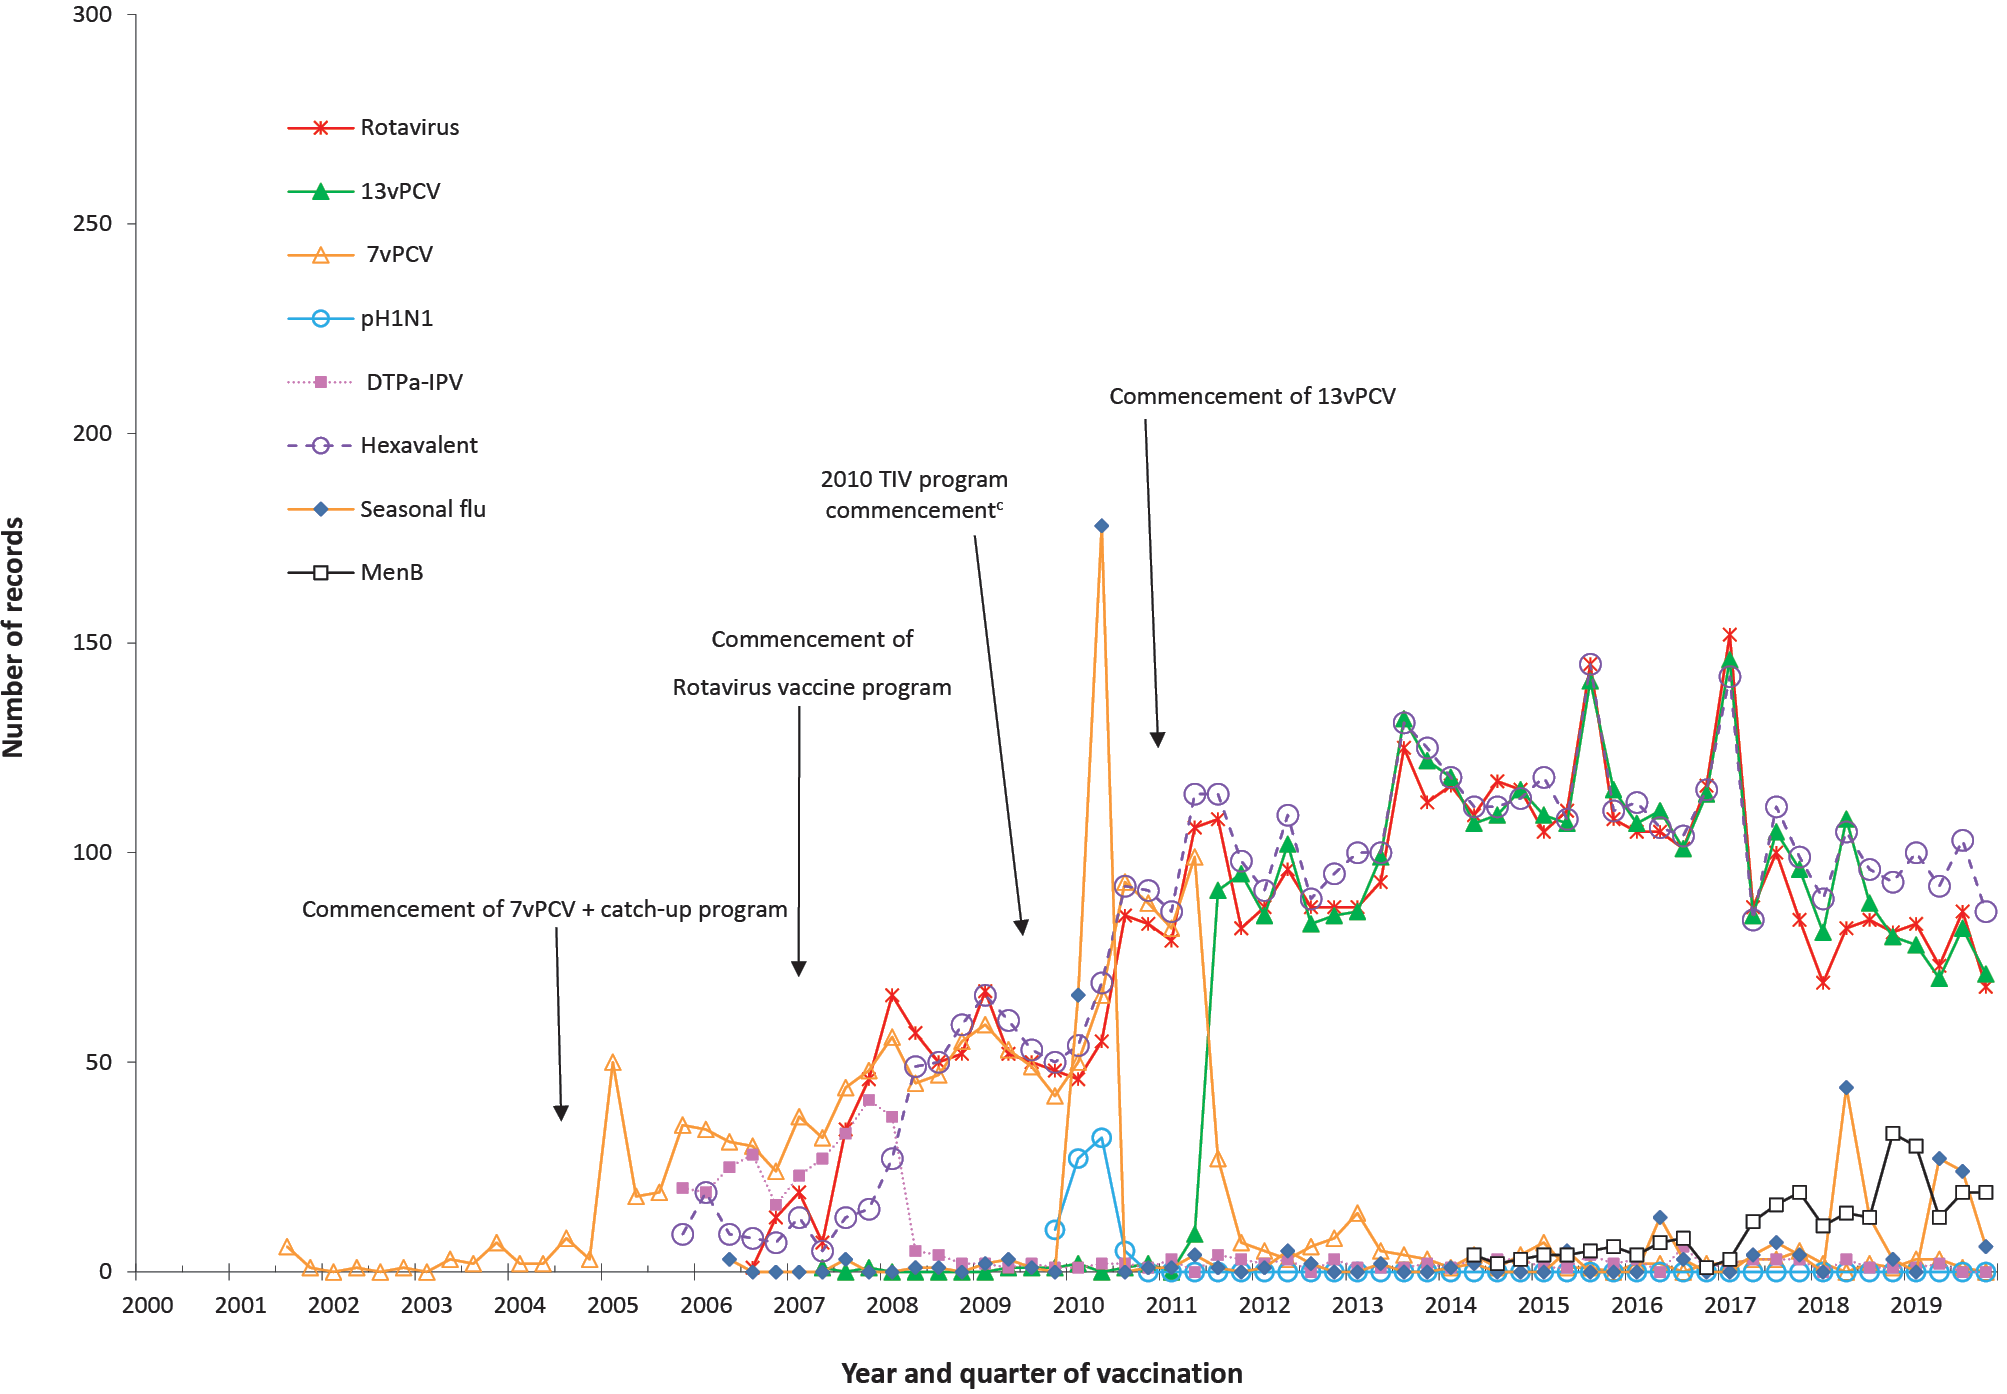 300
250
200
150
100
50
0
Number of records
Rotavirus
13vPCV
7vPCV
pH1N1
DTPa-IPV
Hexavalent
Seasonal flu
MenB
Commencement of 13vPCV
2010 TIV program
commencementᶜ
Commencement of
Rotavirus vaccine program
Commencement of 7vPCV + catch-up program
2000 2001 2002 2003 2004 2005 2006 2007 2008 2009 2010 2011 2012 2013 2014 2015 2016 2017 2018 2019
Year and quarter of vaccination